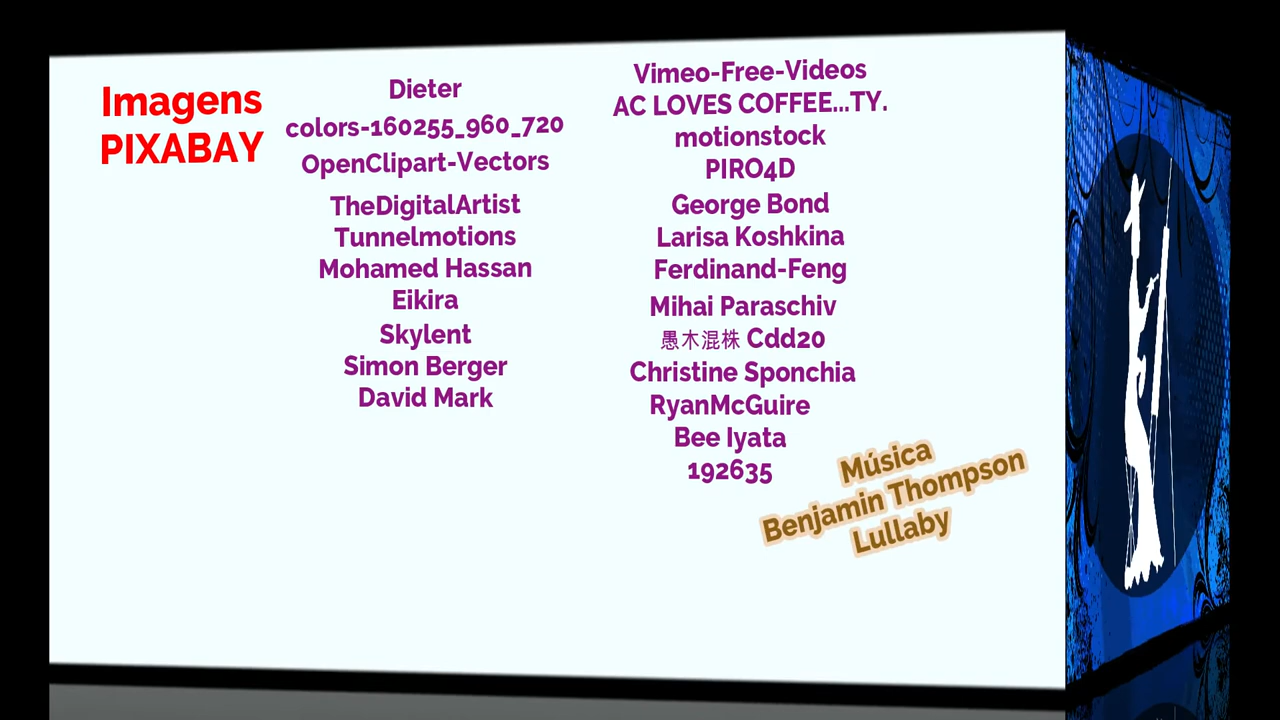 Imagens
PIXABAY
Dieter
colors-160255_960_720
OpenClipart-Vectors
TheDigitalArtist
Tunnelmotions
Mohamed Hassan
Eikira
Skylent
Simon Berger
David Mark
Vimeo-Free-Videos
AC LOVES COFFEE...TY.
motionstock
PIRO4D
George Bond
Larisa Koshkina
Ferdinand-Feng
Mihai Paraschiv
愚木混株 Cdd20
Christine Sponchia
RyanMcGuire
Bee Iyata
192635
Música
Benjamin Thompson
Lullaby